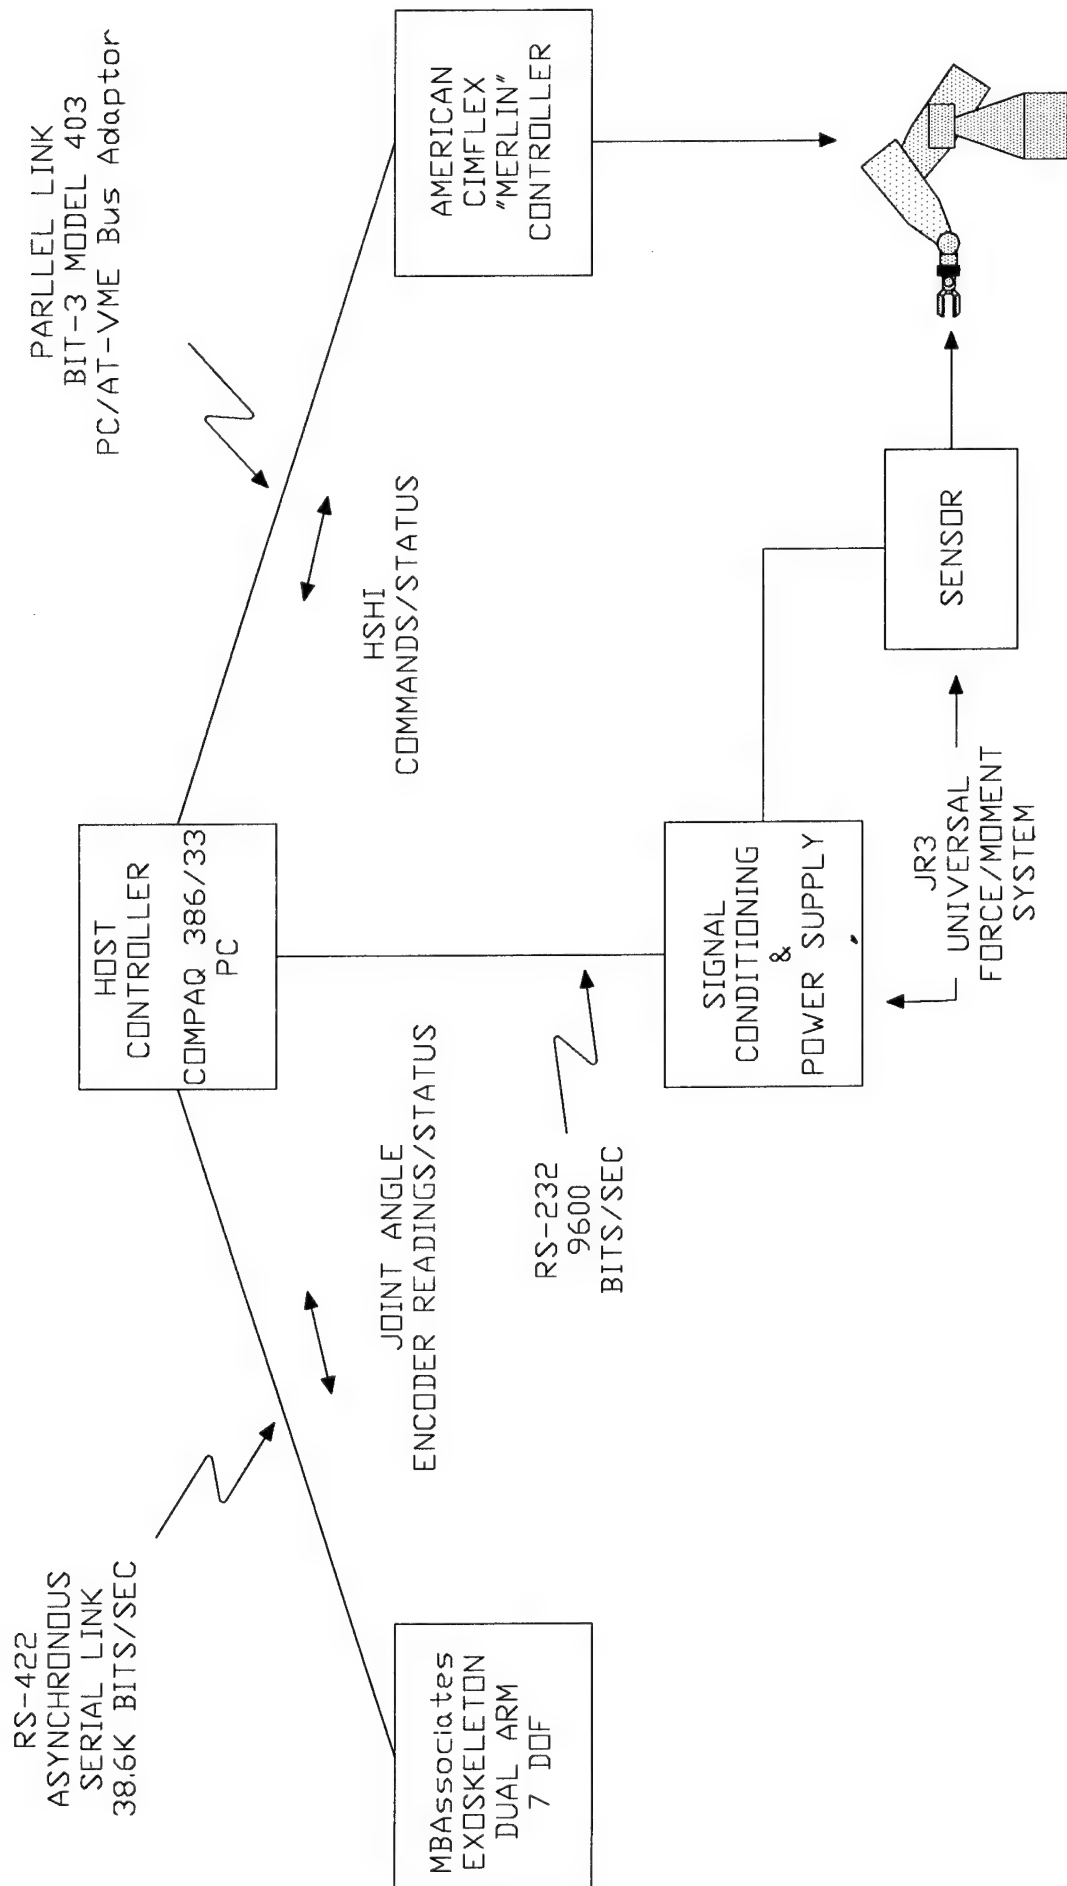 RS-422
ASYNCHRONOUS
SERIAL LINK
38.6K BITS/SEC
PARLLEL LINK
BIT-3 MODEL 403
PC/AT-VME Bus Adaptor
HOST
CONTROLLER
COMPAQ 386/33
PC
JOINT ANGLE
ENCODER READINGS/STATUS
HSHI
COMMANDS/STATUS
MBAssociates
EXOSKELETON
DUAL ARM
7 DOF
AMERICAN
CIMFLEX
"MERLIN"
CONTROLLER
RS-232
9600
BITS/SEC
SIGNAL
CONDITIONING
&
POWER SUPPLY
SENSOR
JR3
UNIVERSAL
FORCE/MOMENT
SYSTEM